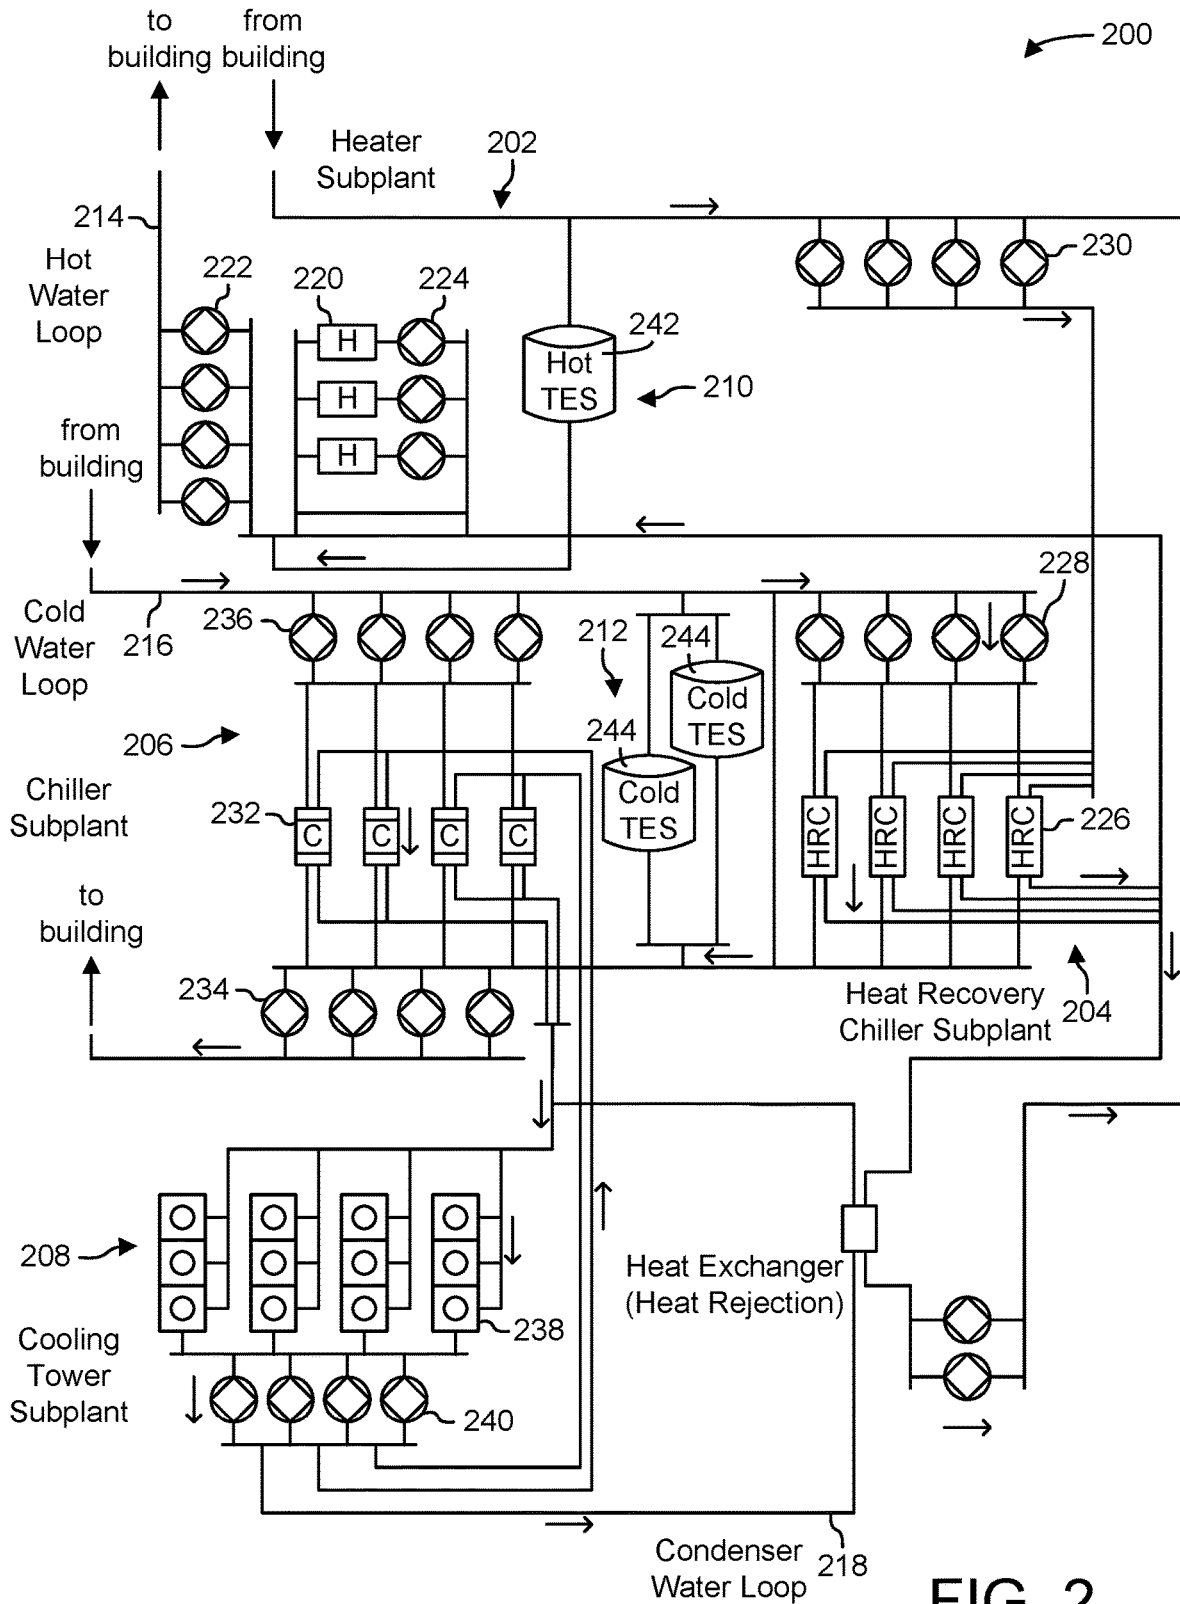 to
building
from
building
200
Heater
Subplant
202
214
Hot
Water
Loop
222
220
224
230
H
H
H
242
Hot
TES
210
from
building
228
Cold
Water
Loop
216
236
212
244
Cold
TES
244
Cold
TES
206
Chiller
Subplant
232
C
C
C
C
HRC
HRC
HRC
HRC
226
to
building
234
Heat Recovery
Chiller Subplant
204
208
238
Heat Exchanger
(Heat Rejection)
Cooling
Tower
Subplant
240
Condenser
Water Loop
218
FIG. 2